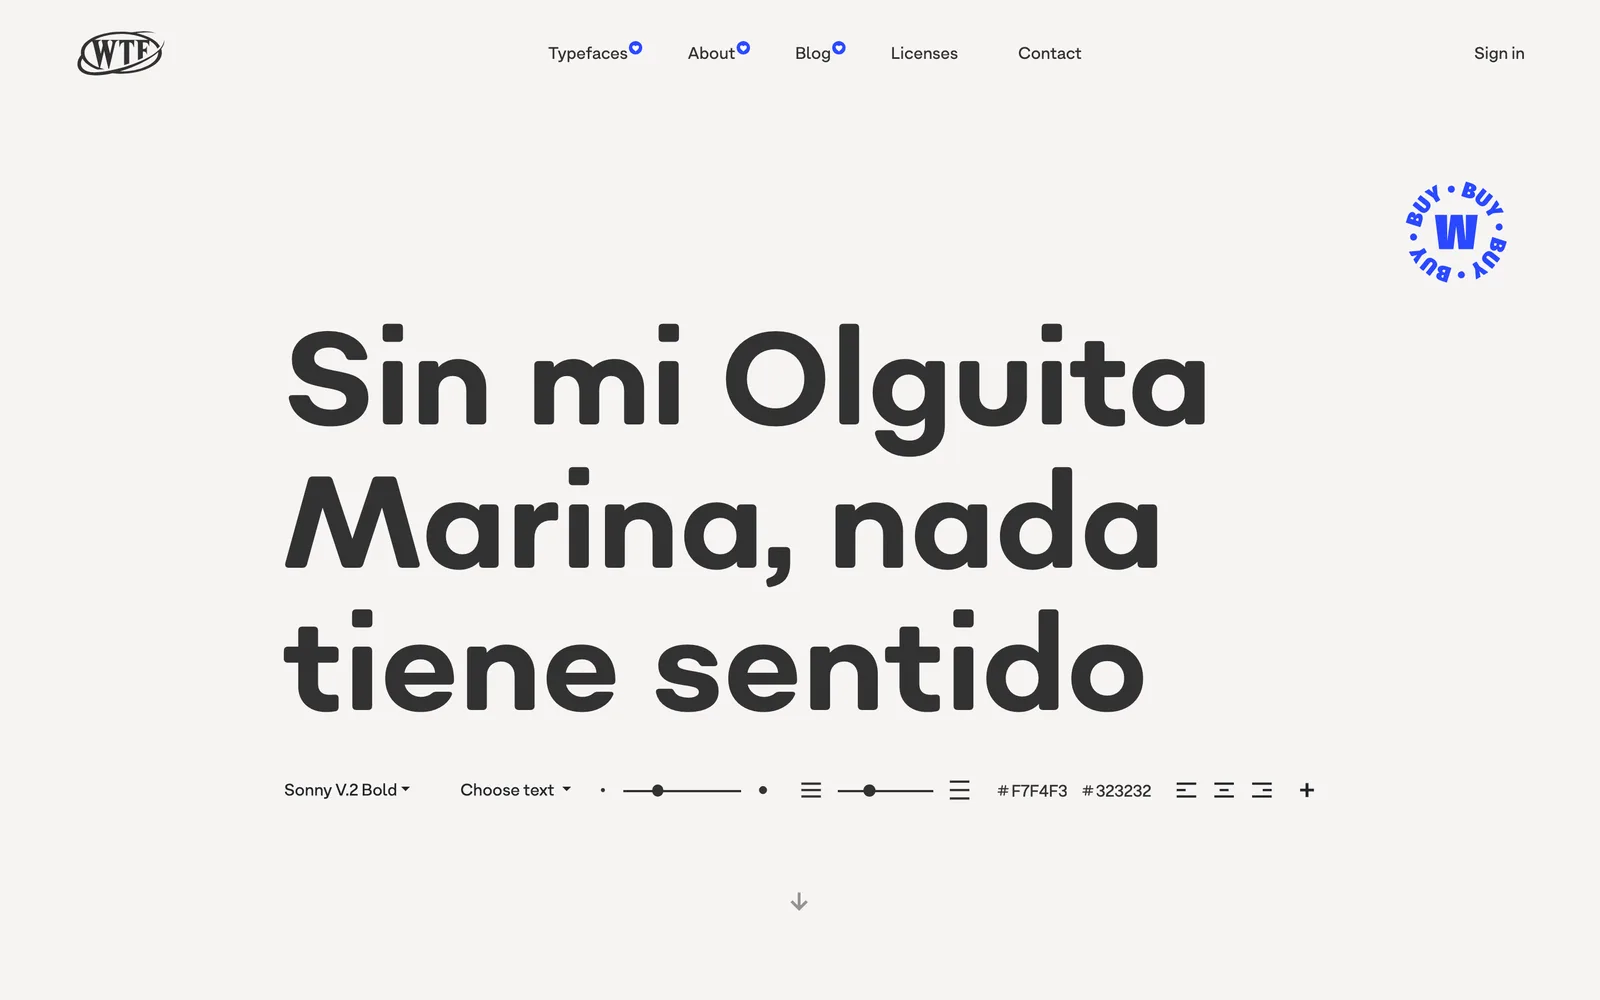 WTF
Typefaces
About
Blog
Licenses
Contact
Sign in
BUY • BUY • BUY • BUY •
W
Sin mi Olguita
Marina, nada
tiene sentido
Sonny V.2 Bold
Choose text
#F7F4F3
#323232